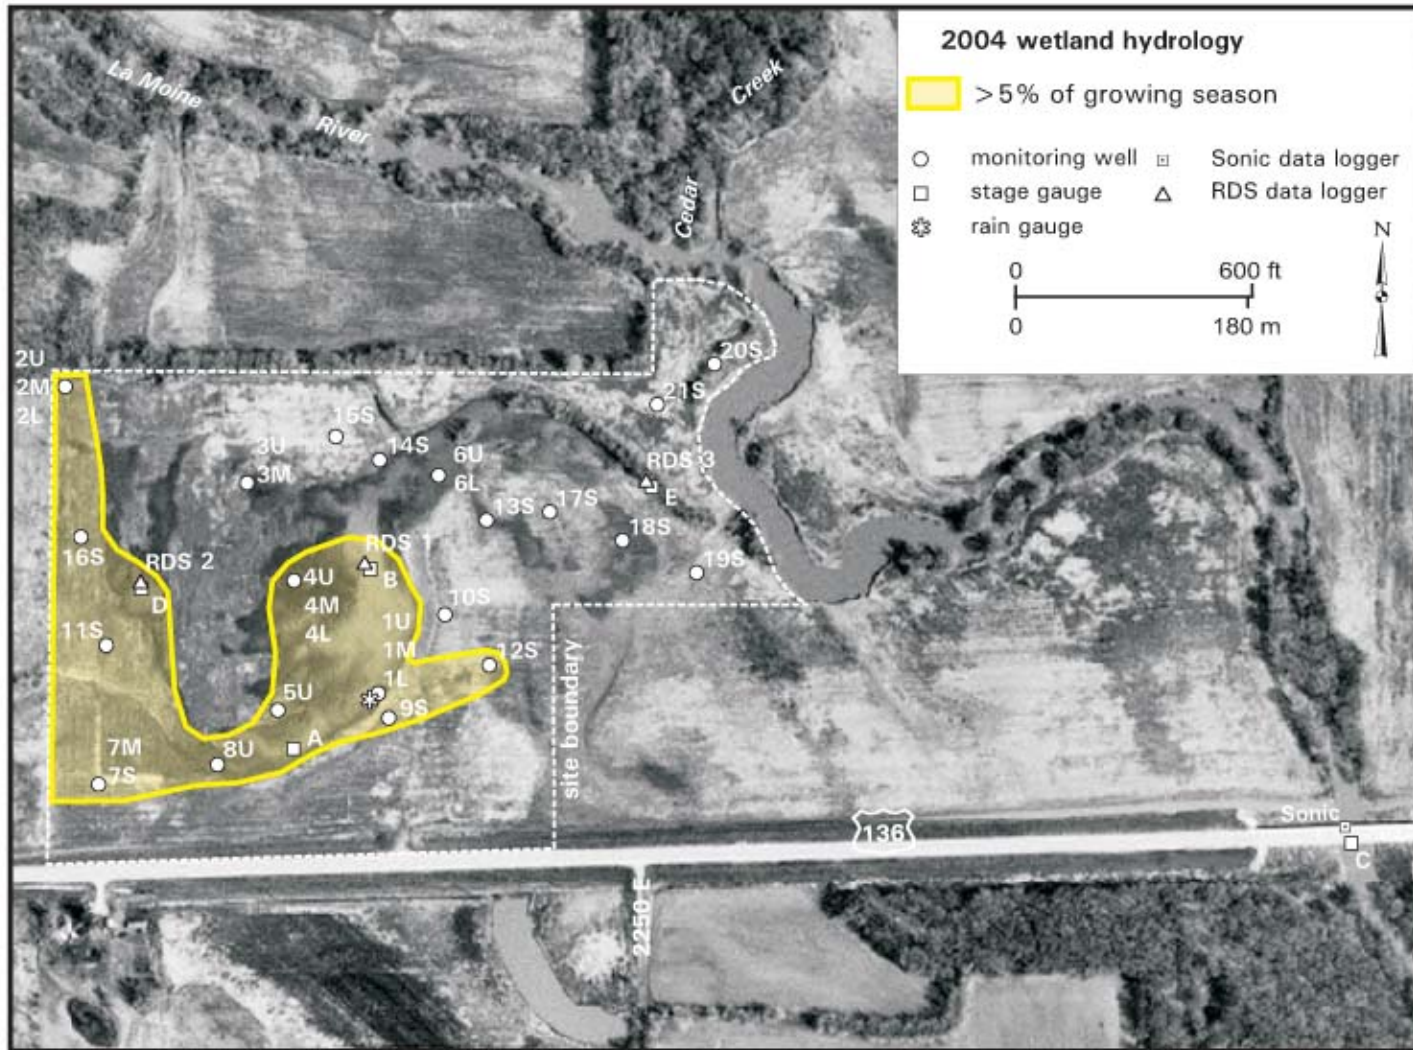 2004 wetland hydrology
>5% of growing season
monitoring well
Sonic data logger
stage gauge
RDS data logger
rain gauge
N
0
600 ft
0
180 m
La Moine
River
Creek
Cedar
2U
2M
2L
20S
21S
15S
14S
3U
3M
6U
6L
RDS 3
E
13S
17S
18S
19S
16S
RDS 2
D
RDS 1
B
4U
4M
4L
10S
1U
1M
1L
11S
12S
5U
9S
A
8U
7M
7S
site boundary
136
Sonic
C
2250 E